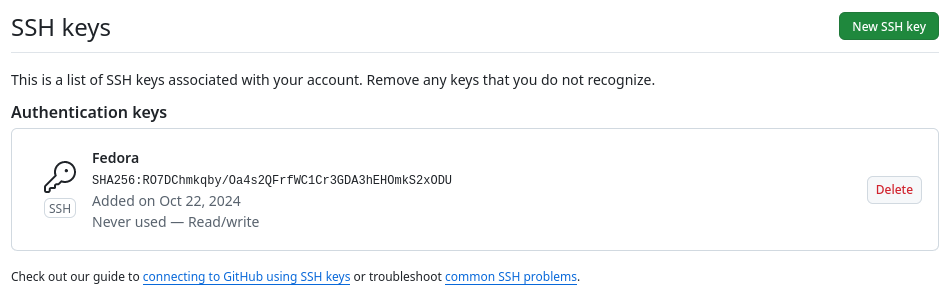 SSH keys
New SSH key
This is a list of SSH keys associated with your account. Remove any keys that you do not recognize.
Authentication keys
Fedora
SHA256:RO7DChmkqby/Oa4s2QFrfWC1Cr3GDA3hEHOmkS2xODU
Added on Oct 22, 2024
Never used — Read/write
SSH
Delete
Check out our guide to connecting to GitHub using SSH keys or troubleshoot common SSH problems.